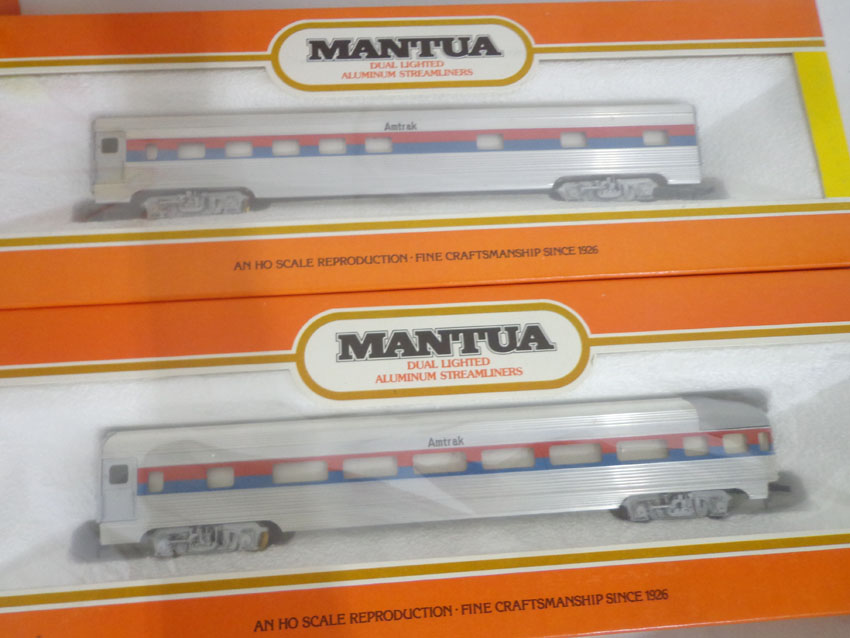 MANTUA
DUAL LIGHTED
ALUMINUM STREAMLINERS
Amtrak
AN HO SCALE REPRODUCTION · FINE CRAFTSMANSHIP SINCE 1926
MANTUA
DUAL LIGHTED
ALUMINUM STREAMLINERS
Amtrak
AN HO SCALE REPRODUCTION · FINE CRAFTSMANSHIP SINCE 1926